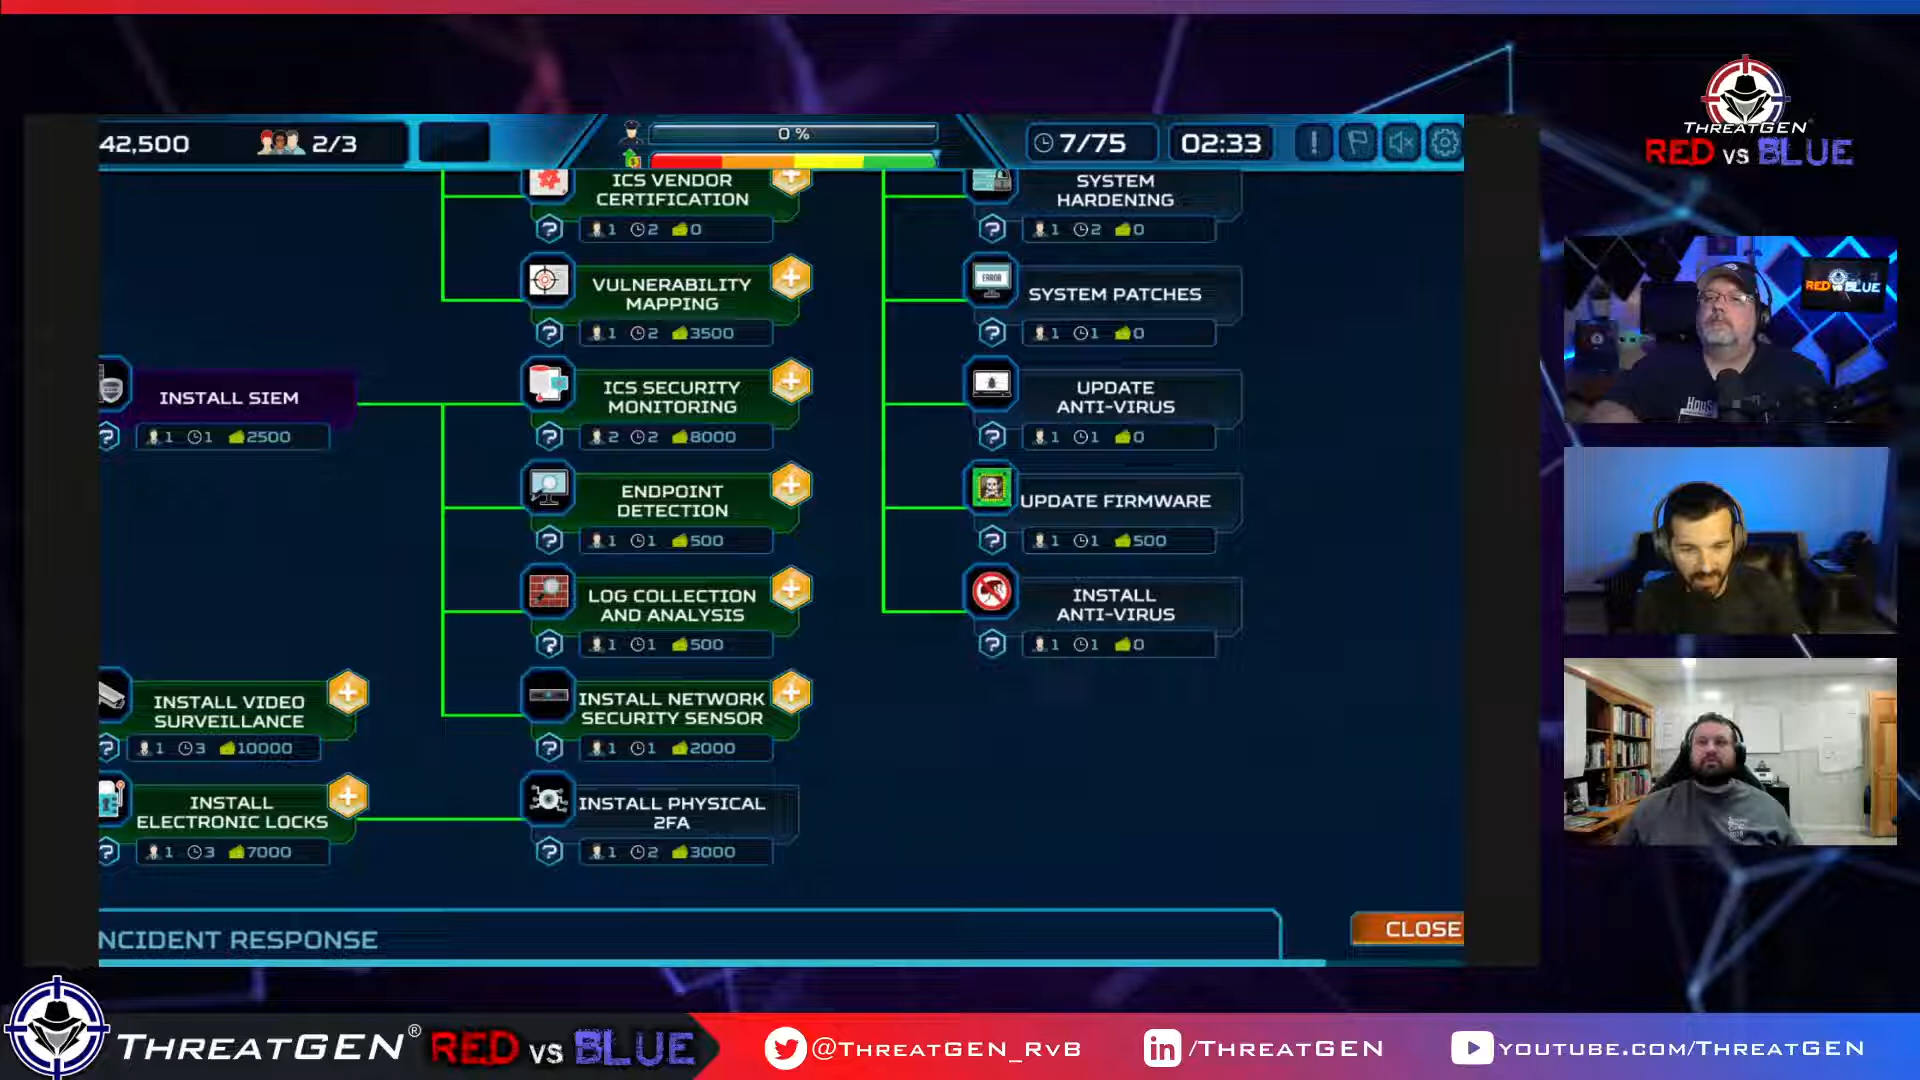 42,500
2/3
0 %
7/75
02:33
THREATGEN®
RED VS BLUE
ICS VENDOR
CERTIFICATION
1 2 0
SYSTEM
HARDENING
1 2 0
VULNERABILITY
MAPPING
1 2 3500
ERROR
SYSTEM PATCHES
1 1 0
INSTALL SIEM
1 1 2500
ICS SECURITY
MONITORING
2 2 8000
UPDATE
ANTI-VIRUS
1 1 0
ENDPOINT
DETECTION
1 1 500
UPDATE FIRMWARE
1 1 500
LOG COLLECTION
AND ANALYSIS
1 1 500
INSTALL
ANTI-VIRUS
1 1 0
INSTALL VIDEO
SURVEILLANCE
1 3 10000
INSTALL NETWORK
SECURITY SENSOR
1 1 2000
INSTALL
ELECTRONIC LOCKS
1 3 7000
INSTALL PHYSICAL
2FA
1 2 3000
RED VS BLUE
NCIDENT RESPONSE
CLOSE
THREATGEN® RED VS BLUE
@THREATGEN_RVB
/THREATGEN
YOUTUBE.COM/THREATGEN